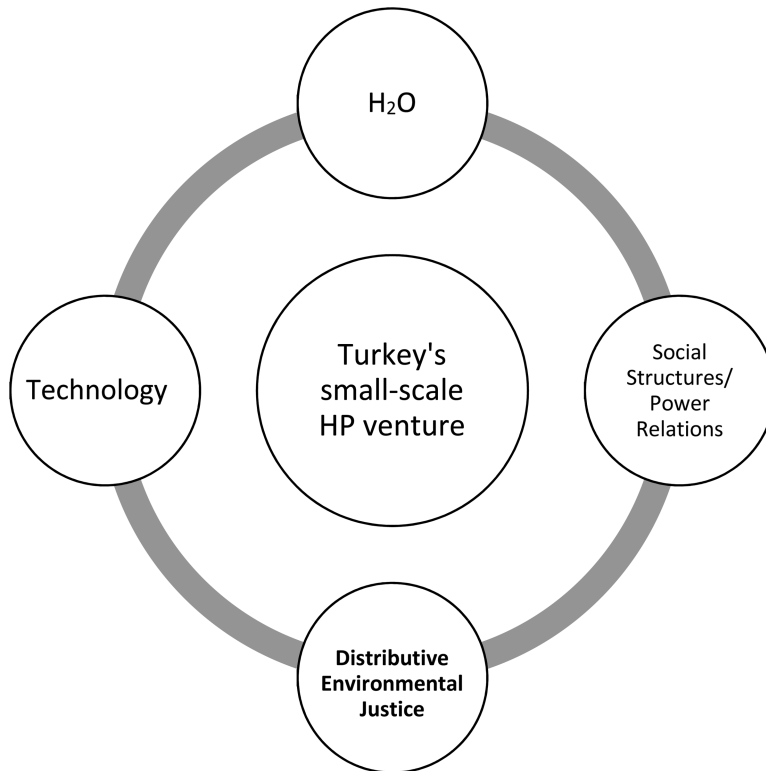 H₂O
Technology
Turkey's
small-scale
HP venture
Social
Structures/
Power
Relations
Distributive
Environmental
Justice